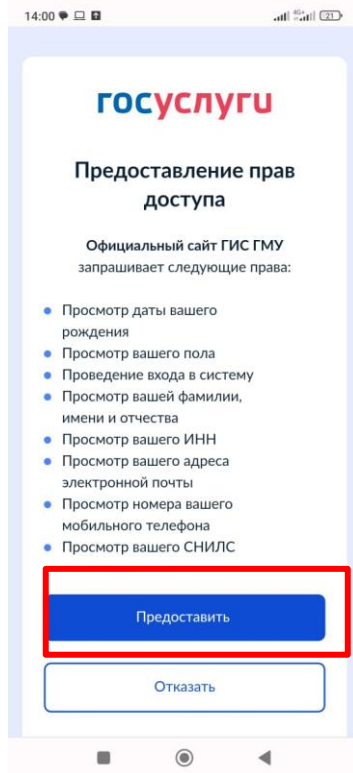 14:00
4G+
21
госуслуги
Предоставление прав
доступа
Официальный сайт ГИС ГМУ
запрашивает следующие права:
Просмотр даты вашего
рождения
Просмотр вашего пола
Проведение входа в систему
Просмотр вашей фамилии,
имени и отчества
Просмотр вашего ИНН
Просмотр вашего адреса
электронной почты
Просмотр номера вашего
мобильного телефона
Просмотр вашего СНИЛС
Предоставить
Отказать